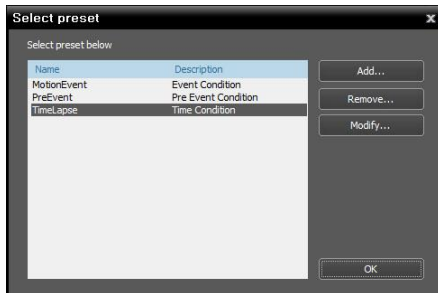 Select preset
x
Select preset below
Name Description
MotionEvent Event Condition
PreEvent Pre Event Condition
TimeLapse Time Condition
Add...
Remove...
Modify...
OK